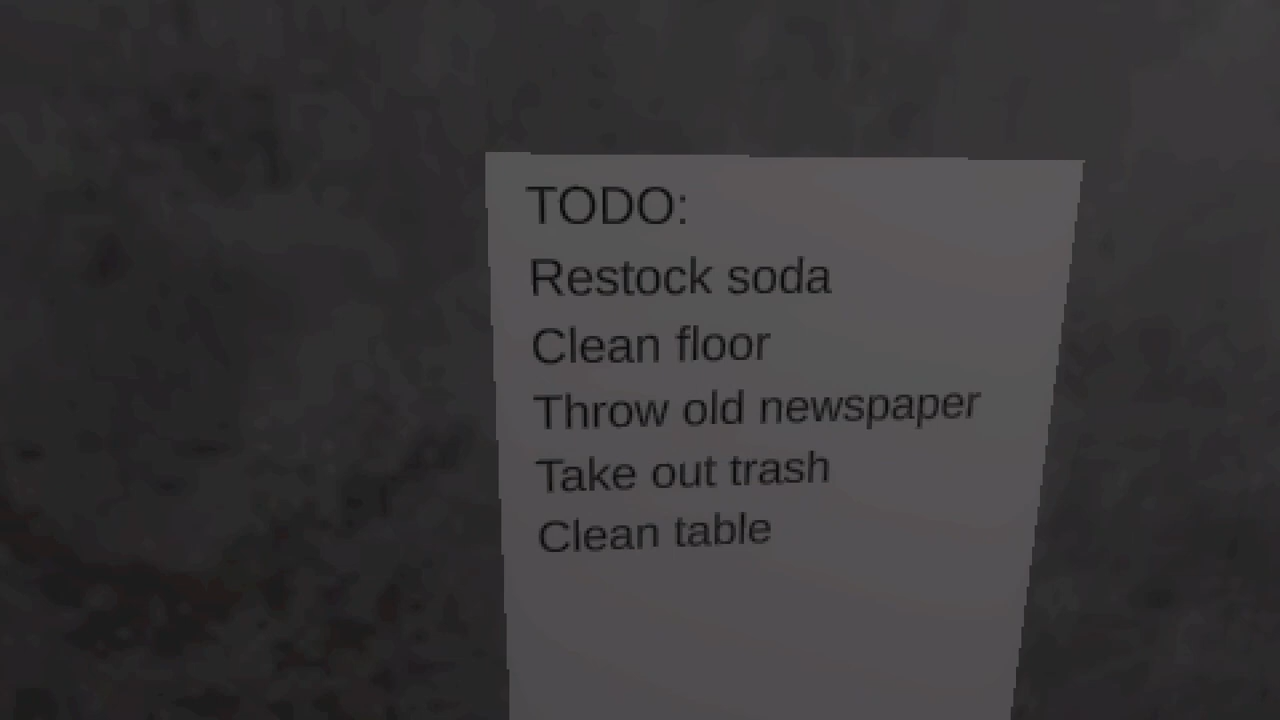 TODO:
Restock soda
Clean floor
Throw old newspaper
Take out trash
Clean table